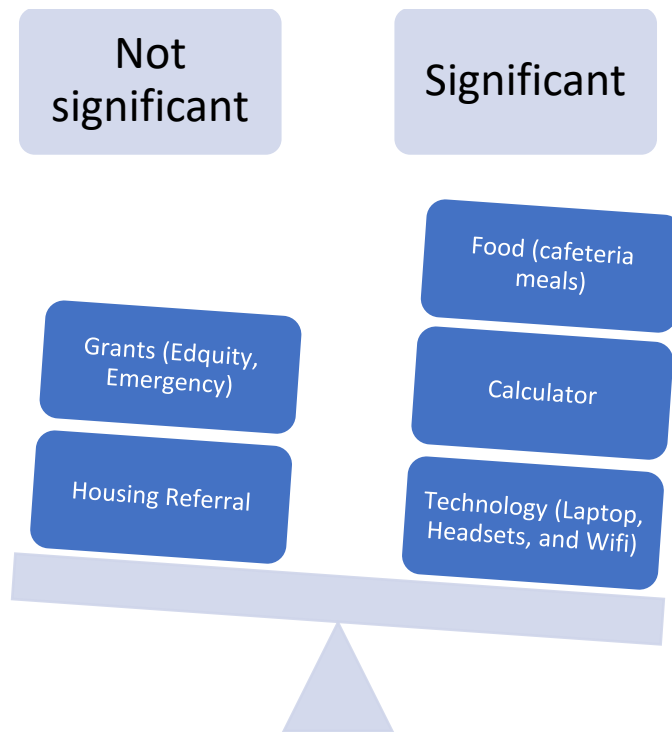 Not
significant
Significant
Food (cafeteria
meals)
Grants (Edquity,
Emergency)
Calculator
Housing Referral
Technology (Laptop,
Headsets, and Wifi)